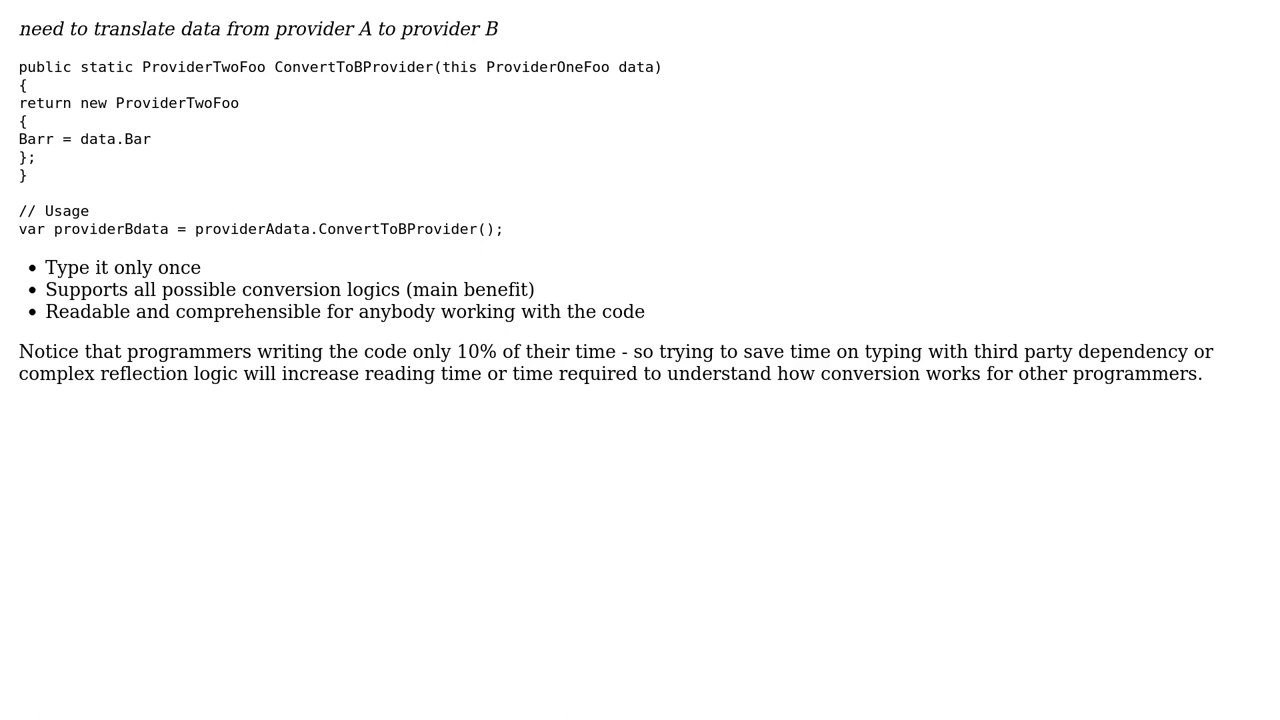 need to translate data from provider A to provider B
public static ProviderTwoFoo ConvertToBProvider(this ProviderOneFoo data)
{
return new ProviderTwoFoo
{
Barr = data.Bar
};
}
// Usage
var providerBdata = providerAdata.ConvertToBProvider();
• Type it only once
• Supports all possible conversion logics (main benefit)
• Readable and comprehensible for anybody working with the code
Notice that programmers writing the code only 10% of their time - so trying to save time on typing with third party dependency or
complex reflection logic will increase reading time or time required to understand how conversion works for other programmers.